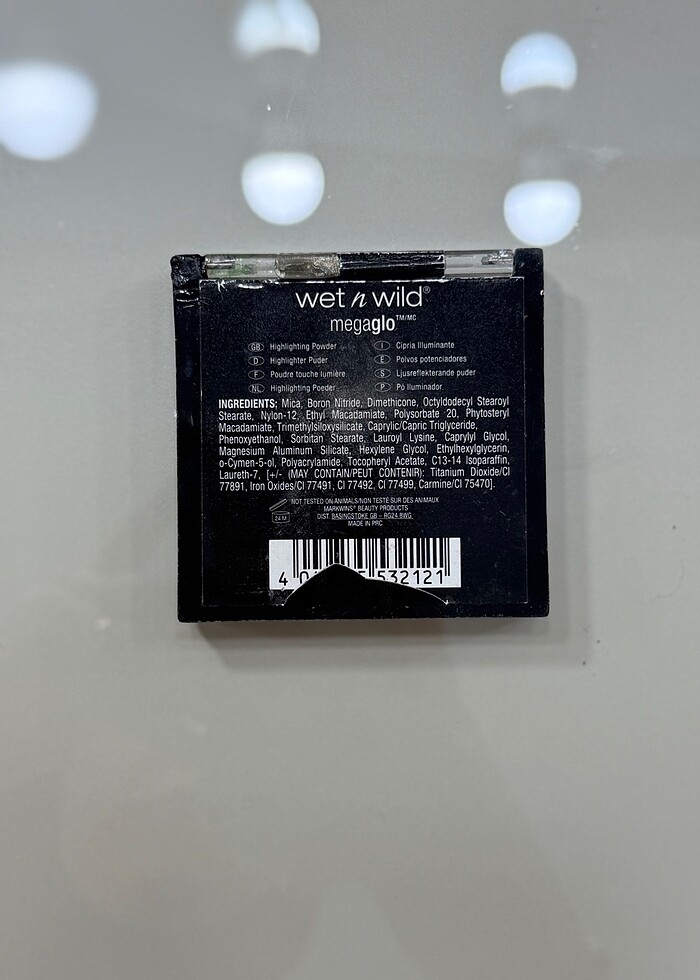 wet n wild®
megaglo™/MC
GB Highlighting Powder
D Highlighter Puder
F Poudre touche lumière
NL Highlighting Poeder
I Cipria Illuminante
E Polvos potenciadores
S Ljusreflekterande puder
P Pó Iluminador
INGREDIENTS: Mica, Boron Nitride, Dimethicone, Octyldodecyl Stearoyl
Stearate, Nylon-12, Ethyl Macadamiate, Polysorbate 20, Phytosteryl
Macadamiate, Trimethylsiloxysilicate, Caprylic/Capric Triglyceride,
Phenoxyethanol, Sorbitan Stearate, Lauroyl Lysine, Caprylyl Glycol,
Magnesium Aluminum Silicate, Hexylene Glycol, Ethylhexylglycerin,
o-Cymen-5-ol, Polyacrylamide, Tocopheryl Acetate, C13-14 Isoparaffin,
Laureth-7, [+/- (MAY CONTAIN/PEUT CONTENIR): Titanium Dioxide/CI
77891, Iron Oxides/CI 77491, CI 77492, CI 77499, Carmine/CI 75470].
NOT TESTED ON ANIMALS/NON TESTÉ SUR DES ANIMAUX
MARKWINS® BEAUTY PRODUCTS
DIST. BASINGSTOKE GB – RG24 8WG
MADE IN PRC
24 M
4 532121